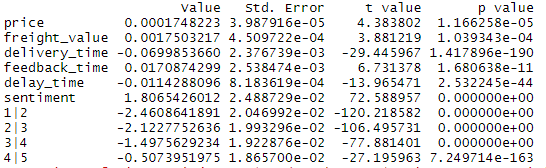 Value Std. Error t value p value
price 0.0001748223 3.987916e-05 4.383802 1.166258e-05
freight_value 0.0017503217 4.509722e-04 3.881219 1.039343e-04
delivery_time -0.0699853660 2.376739e-03 -29.445967 1.417896e-190
feedback_time 0.0170874299 2.538474e-03 6.731378 1.680638e-11
delay_time -0.0114288096 8.183619e-04 -13.965471 2.532245e-44
sentiment 1.8065426012 2.488729e-02 72.588957 0.000000e+00
1|2 -2.4608641891 2.046992e-02 -120.218582 0.000000e+00
2|3 -2.1227752636 1.993296e-02 -106.495731 0.000000e+00
3|4 -1.4975629234 1.922876e-02 -77.881401 0.000000e+00
4|5 -0.5073951975 1.865700e-02 -27.195963 7.249714e-163